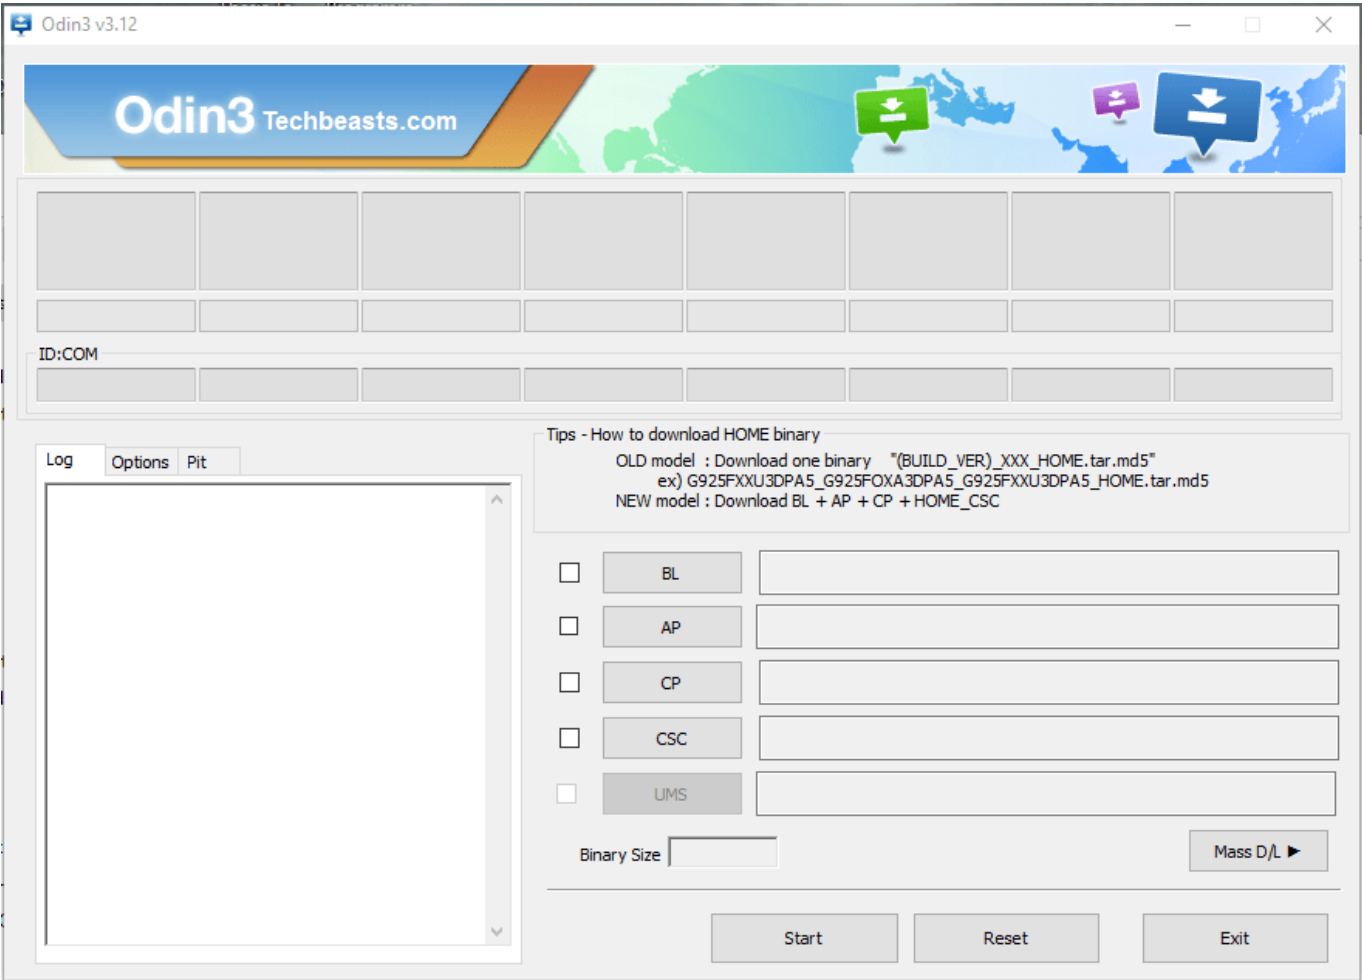 Odin3 v3.12
Odin3 Techbeasts.com
ID:COM
Log
Options
Pit
Tips - How to download HOME binary
OLD model : Download one binary "(BUILD_VER)_XXX_HOME.tar.md5"
ex) G925FXXU3DPA5_G925FOXA3DPA5_G925FXXU3DPA5_HOME.tar.md5
NEW model : Download BL + AP + CP + HOME_CSC
BL
AP
CP
CSC
UMS
Binary Size
Mass D/L ►
Start
Reset
Exit